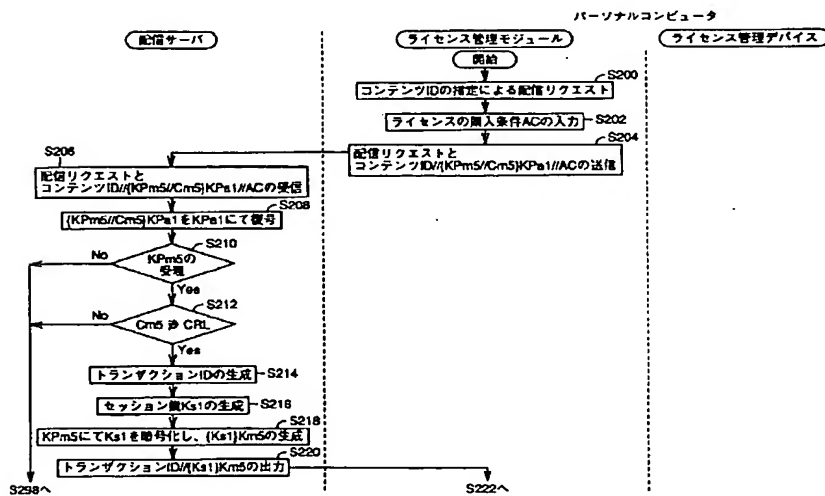 パーソナルコンピュータ
配信サーバ
ライセンス管理モジュール
ライセンス管理デバイス
開始
S200
コンテンツIDの指定による配信リクエスト
S202
ライセンスの購入条件ACの入力
S204
配信リクエストと
コンテンツID//{KPm5//Cm5}KPa1//ACの送信
S206
配信リクエストと
コンテンツID//{KPm5//Cm5}KPa1//ACの受信
S208
{KPm5//Cm5}KPa1をKPa1にて復号
S210
KPm5の
受理
No
Yes
S212
Cm5 ∉ CRL
No
Yes
トランザクションIDの生成
S214
セッション鍵Ks1の生成
S216
S218
KPm5にてKs1を暗号化し、{Ks1}Km5の生成
S220
トランザクションID//{Ks1}Km5の出力
S298へ
S222へ